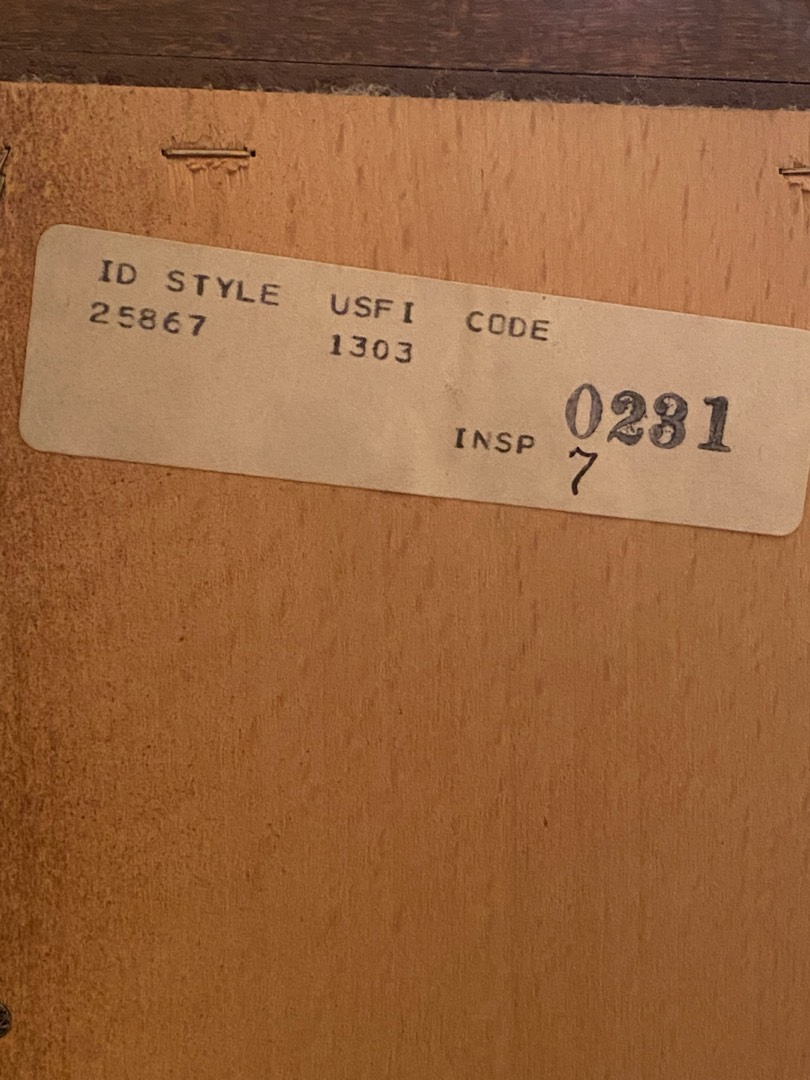 ID STYLE USFI CODE
25867 1303
INSP 0231
7